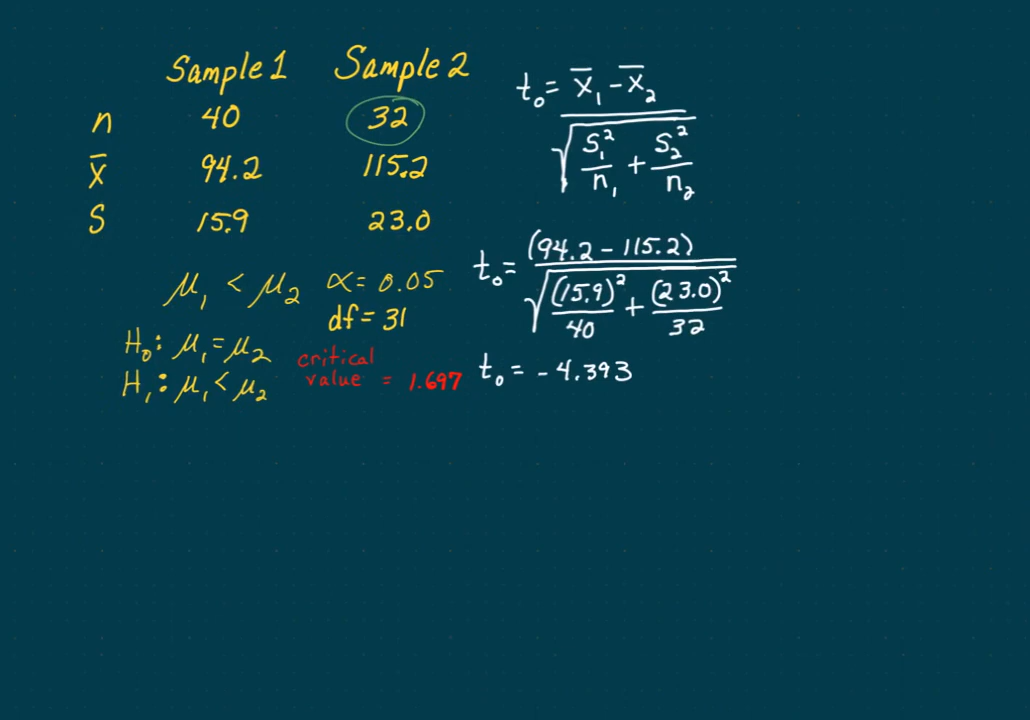 Sample 1 Sample 2
n 40 32
x̄ 94.2 115.2
S 15.9 23.0
μ₁ < μ₂ α = 0.05
df = 31
H₀: μ₁ = μ₂
H₁: μ₁ < μ₂
critical
value = 1.697
t₀ = (x̄₁ - x̄₂) / √(S₁²/n₁ + S₂²/n₂)
t₀ = (94.2 - 115.2) / √((15.9)²/40 + (23.0)²/32)
t₀ = -4.393